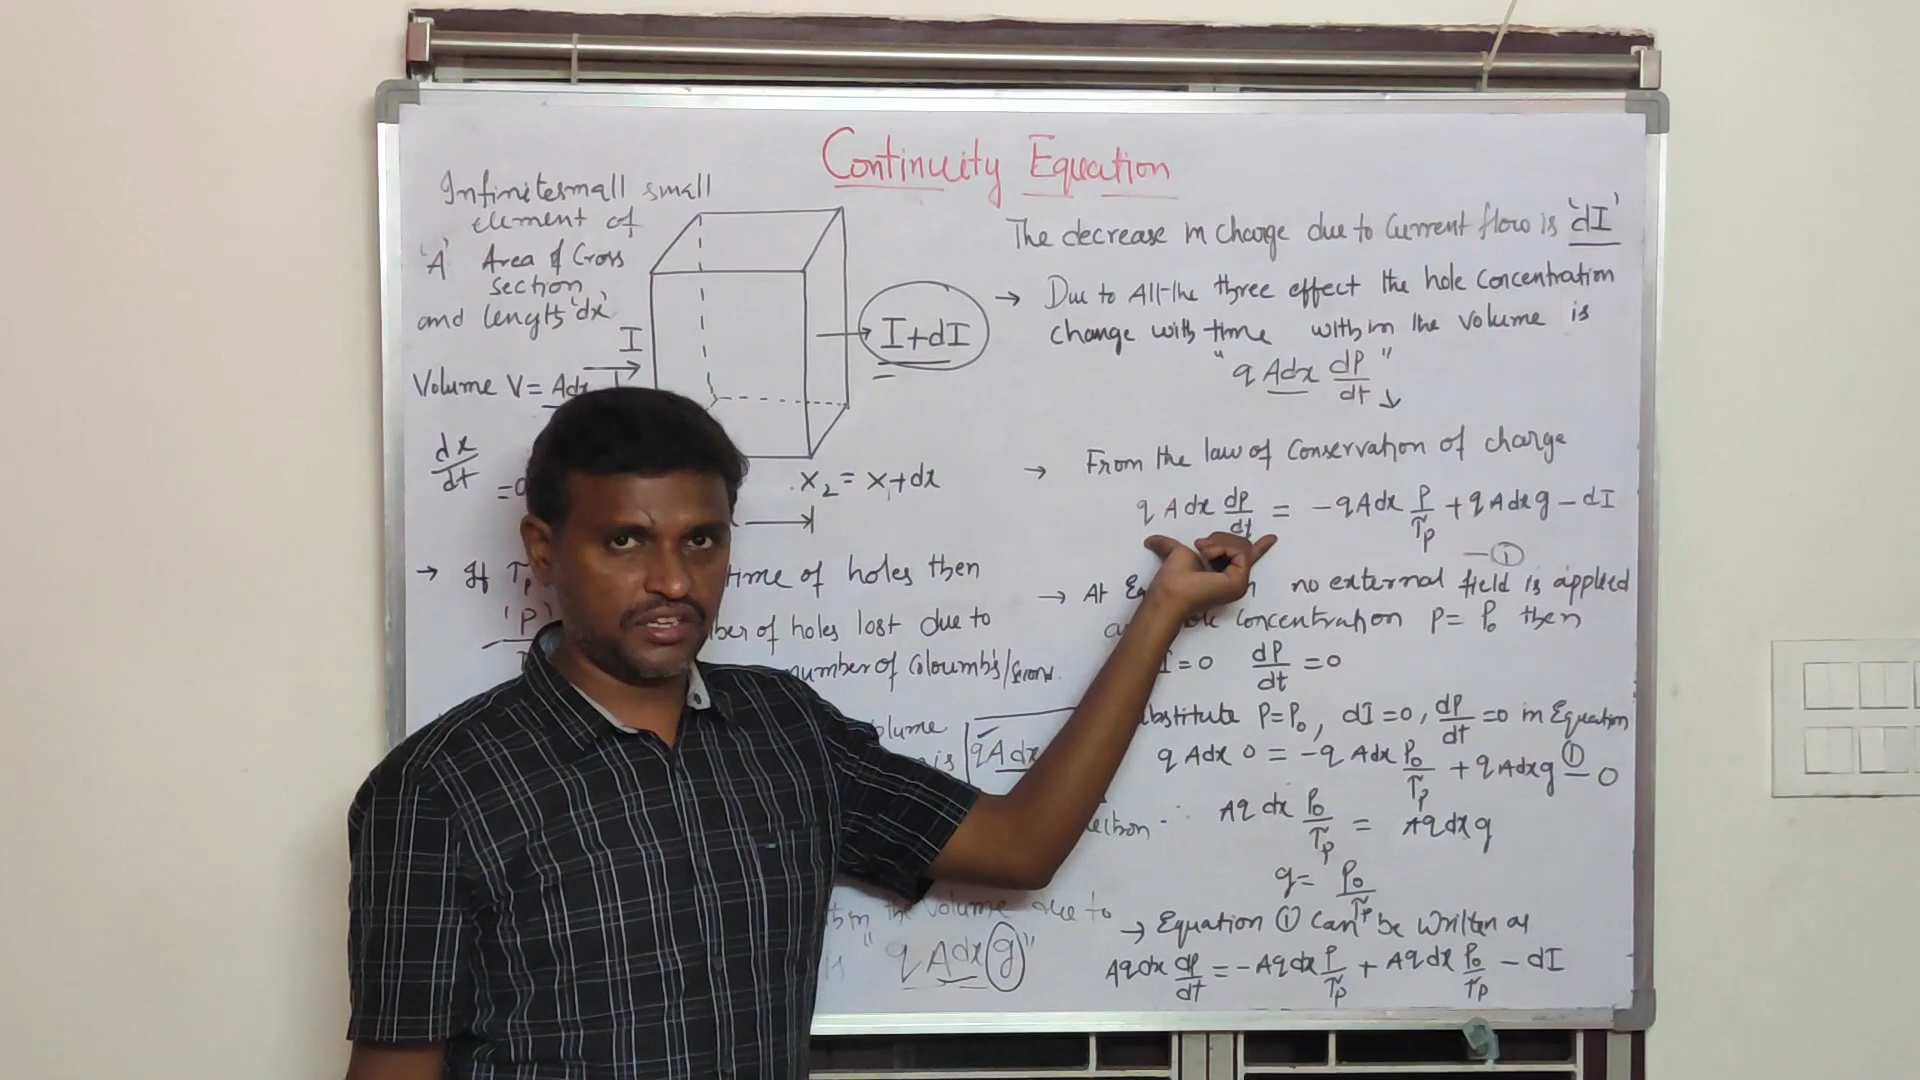 Continuity Equation
Infinitesmall small
element of
'A' Area of Cross
section
and length 'dx'
I
Volume V = Adx
I+dI
dx/dt = 0
x₂ = x₁+dx
→ If τp time of holes then
'p'
of holes lost due to
number of Coloumb's/second.
is qAdx
the volume due to
is " qAdx g "
The decrease in charge due to Current flow is 'dI'
→ Due to All the three effect the hole Concentration
change with time within the volume is
" q Adx dP/dt "
→ From the law of Conservation of charge
q A dx dp/dt = -qAdx P/τp + qAdxg - dI
— ①
→ At no external field is applied
Concentration P = P₀ then
I = 0 dP/dt = 0
P=P₀, dI=0, dp/dt =0 in Equation
①
q Adx 0 = -q Adx P₀/τp + qAdxg - 0
Aq dx P₀/τp = Aqdxg
g = P₀/τp
→ Equation ① Can be written as
Aqdx dp/dt = -Aqdx P/τp + Aqdx P₀/τp - dI